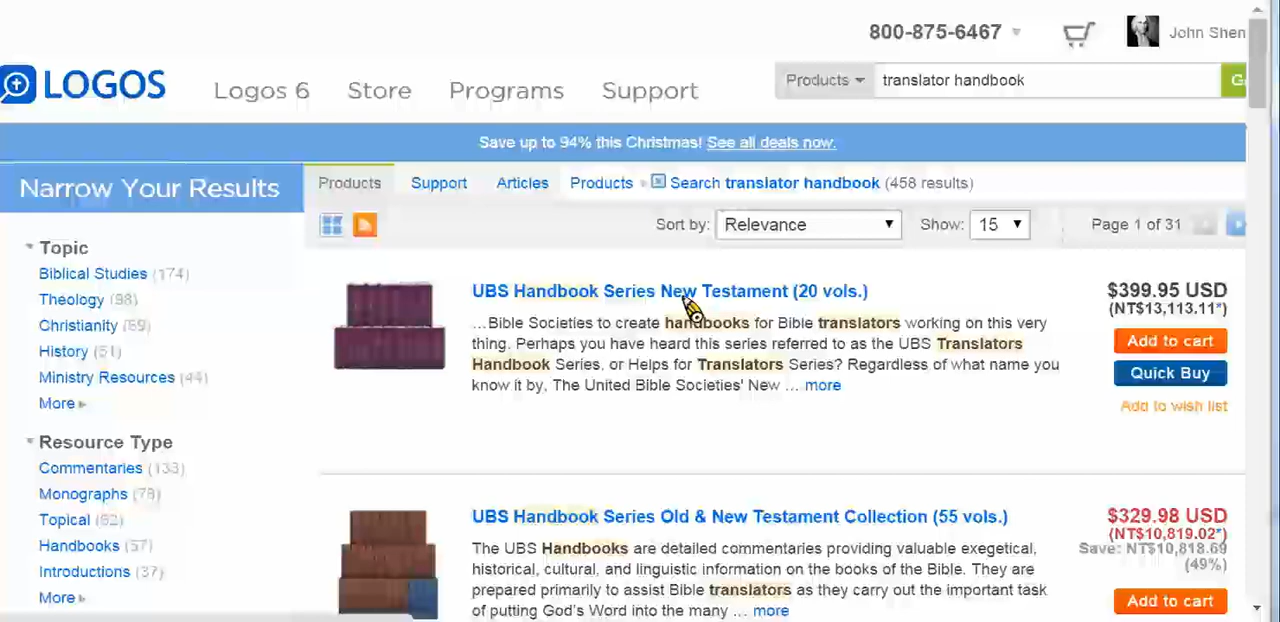 800-875-6467
John Shen
LOGOS
Logos 6 Store Programs Support
Products translator handbook
Save up to 94% this Christmas! See all deals now.
Narrow Your Results
Products Support Articles Products » Search translator handbook (458 results)
Sort by: Relevance Show: 15 Page 1 of 31
Topic
Biblical Studies (174)
Theology (98)
Christianity (69)
History (51)
Ministry Resources (44)
More
Resource Type
Commentaries (133)
Monographs (78)
Topical (62)
Handbooks (57)
Introductions (37)
More
UBS Handbook Series New Testament (20 vols.)
…Bible Societies to create handbooks for Bible translators working on this very
thing. Perhaps you have heard this series referred to as the UBS Translators
Handbook Series, or Helps for Translators Series? Regardless of what name you
know it by, The United Bible Societies' New ... more
$399.95 USD
(NT$13,113.11*)
Add to cart
Quick Buy
Add to wish list
UBS Handbook Series Old & New Testament Collection (55 vols.)
The UBS Handbooks are detailed commentaries providing valuable exegetical,
historical, cultural, and linguistic information on the books of the Bible. They are
prepared primarily to assist Bible translators as they carry out the important task
of putting God's Word into the many ... more
$329.98 USD
(NT$10,819.02*)
Save: NT$10,818.69
(49%)
Add to cart